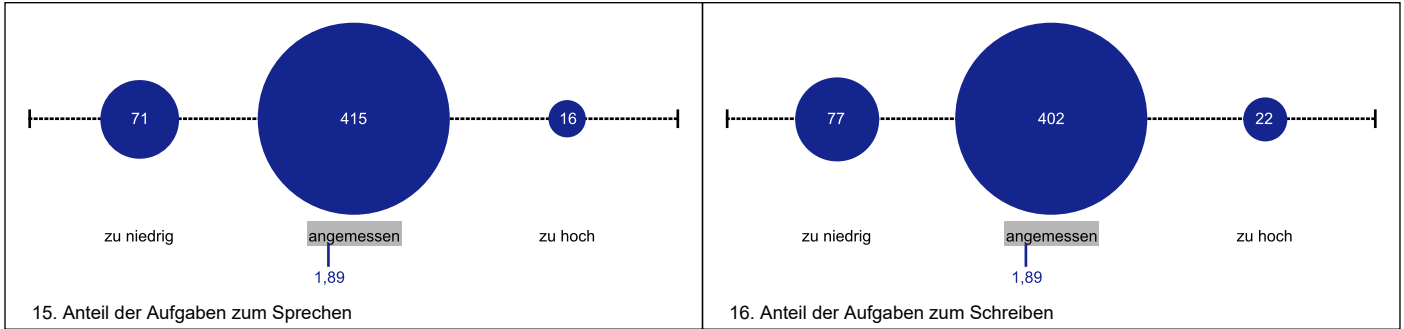 71 415 16
zu niedrig angemessen zu hoch
1,89
15. Anteil der Aufgaben zum Sprechen
77 402 22
zu niedrig angemessen zu hoch
1,89
16. Anteil der Aufgaben zum Schreiben